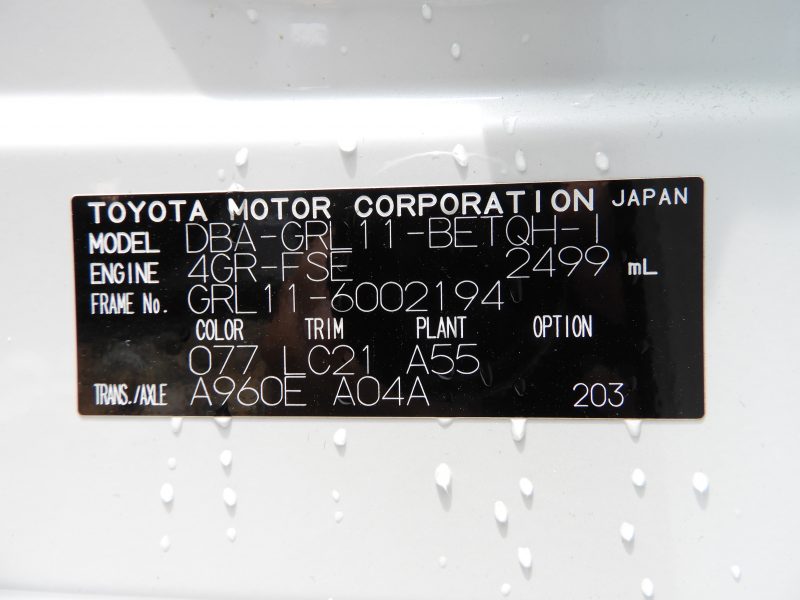 TOYOTA MOTOR CORPORATION JAPAN
MODEL DBA-GRL11-BETQH-I
ENGINE 4GR-FSE 2499 mL
FRAME No. GRL11-6002194
COLOR TRIM PLANT OPTION
077 LC21 A55
TRANS./AXLE A960E A04A 203